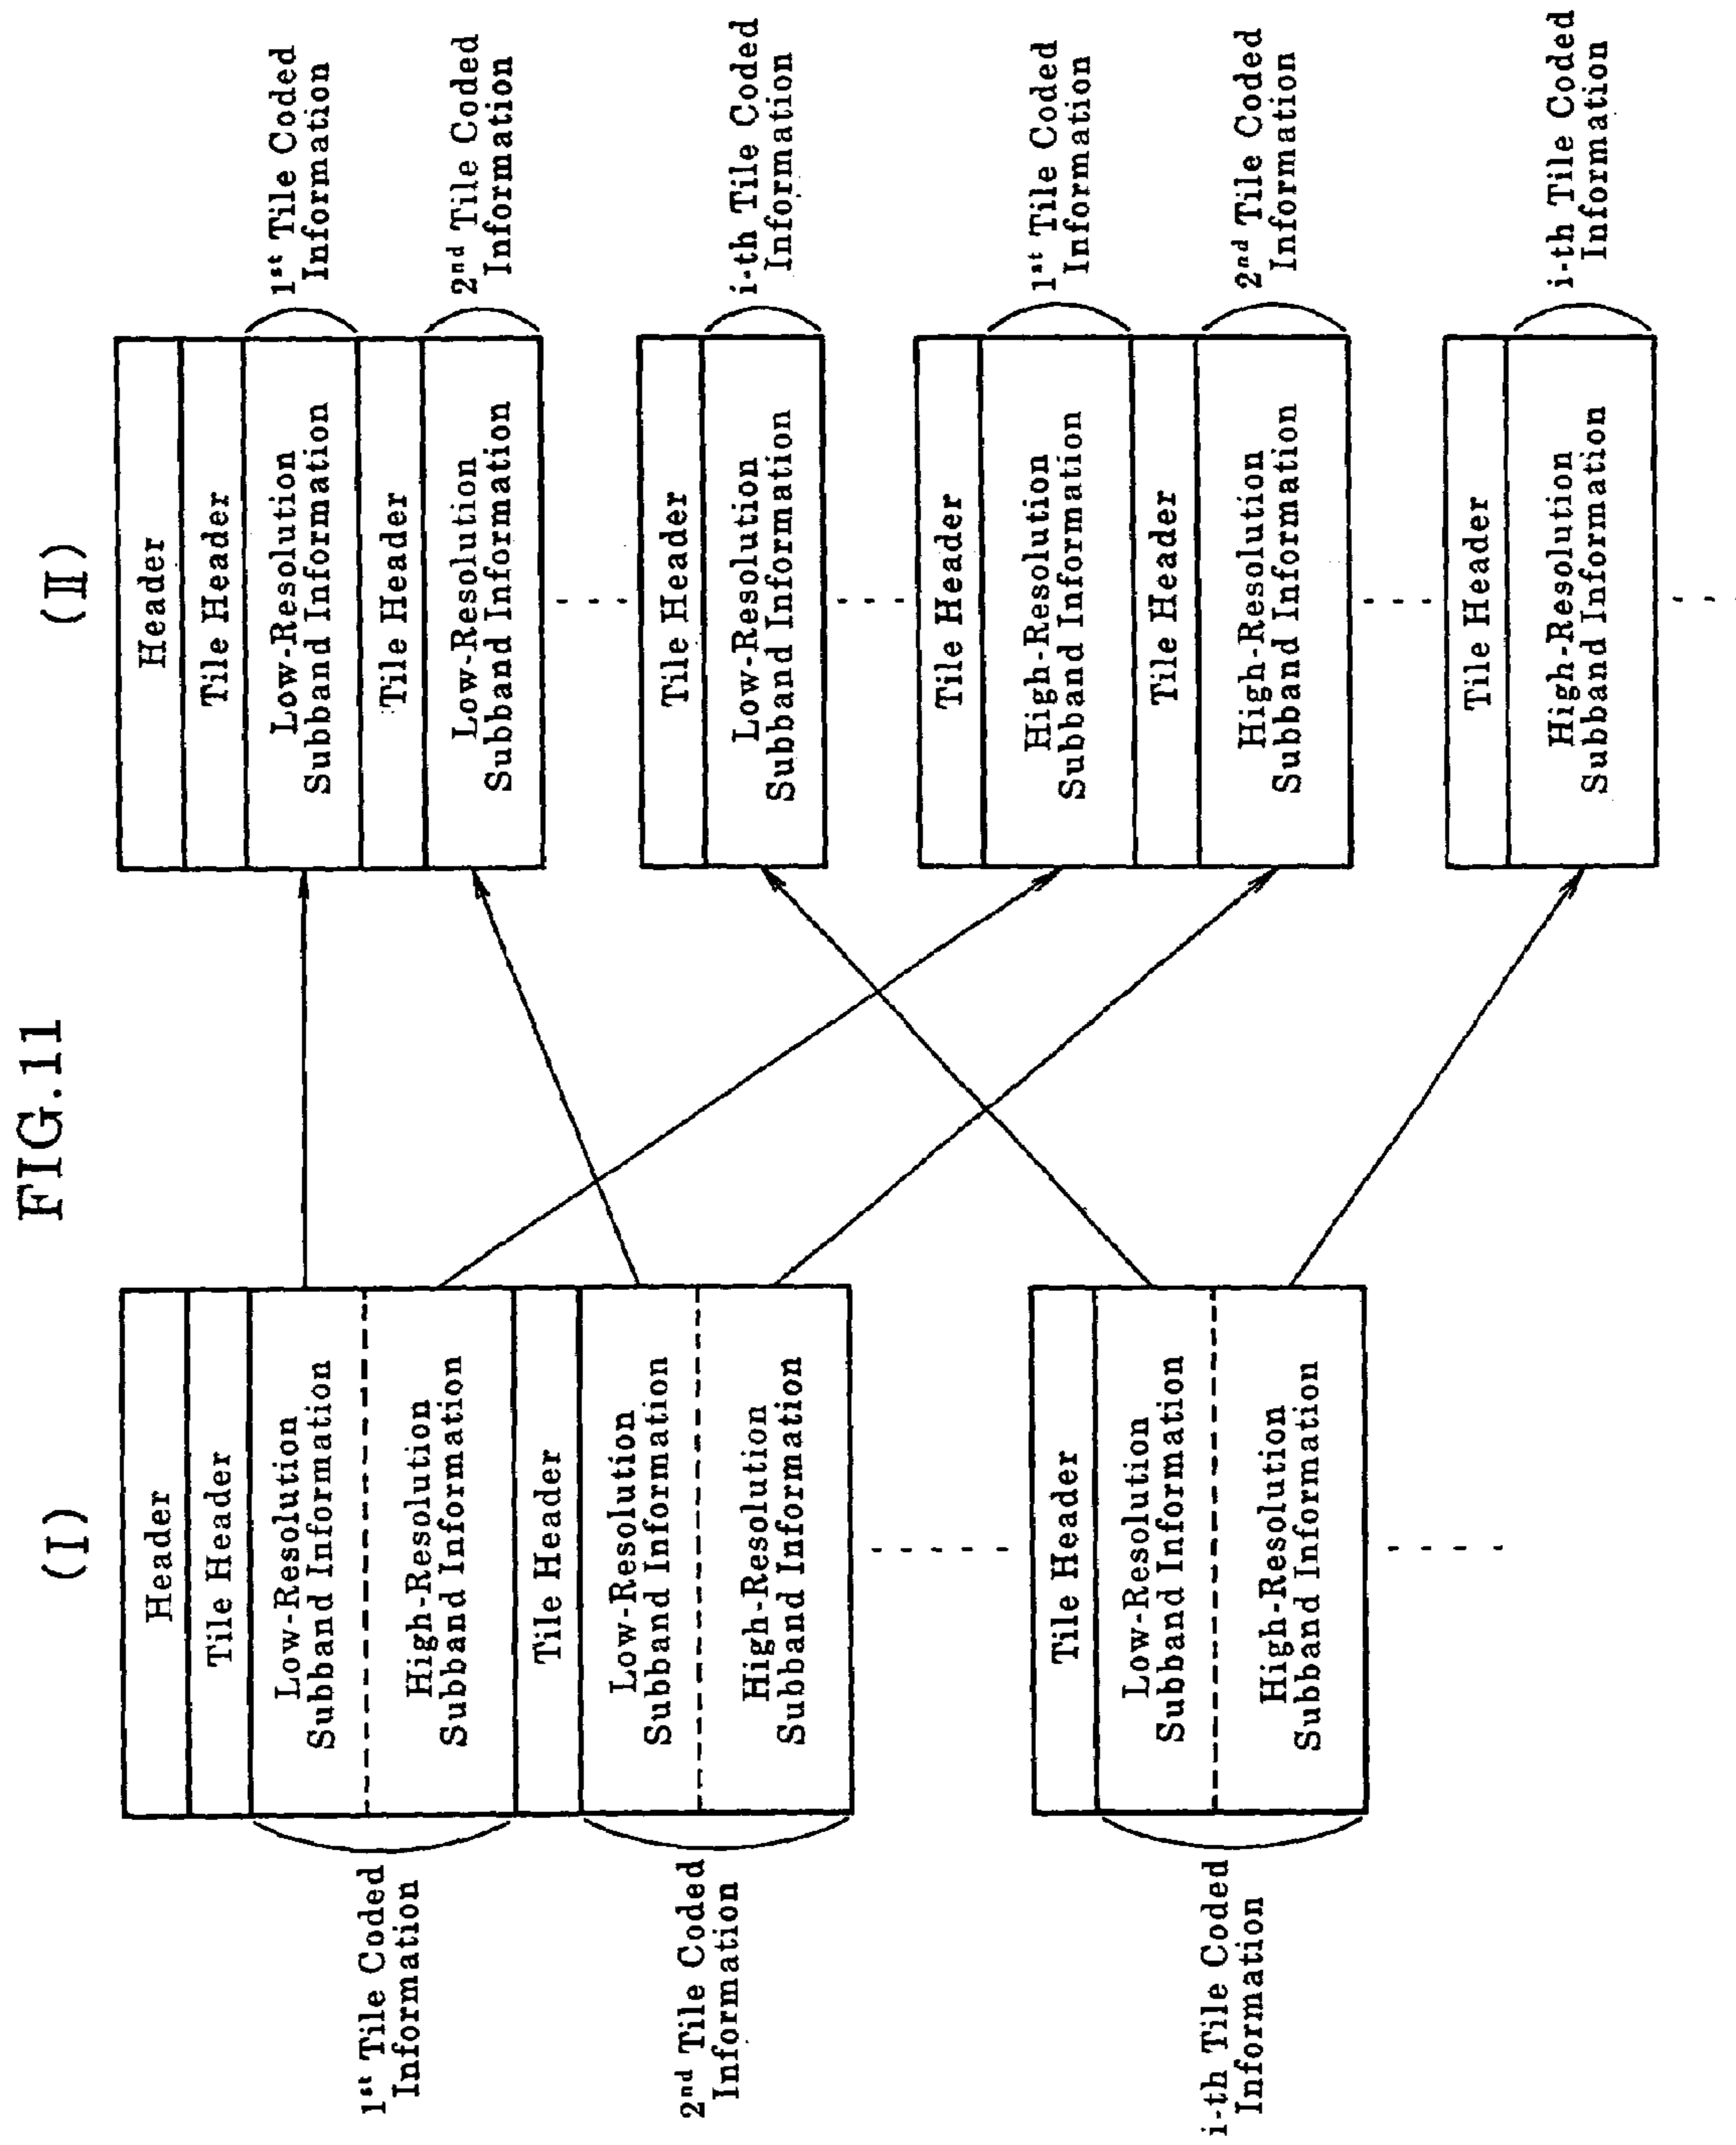 FIG.11
(I)
Header
Tile Header
Low-Resolution
Subband Information
High-Resolution
Subband Information
Tile Header
Low-Resolution
Subband Information
High-Resolution
Subband Information
Tile Header
Low-Resolution
Subband Information
High-Resolution
Subband Information
1st Tile Coded
Information
2nd Tile Coded
Information
i-th Tile Coded
Information
(II)
Header
Tile Header
Low-Resolution
Subband Information
Tile Header
Low-Resolution
Subband Information
Tile Header
Low-Resolution
Subband Information
Tile Header
High-Resolution
Subband Information
Tile Header
High-Resolution
Subband Information
Tile Header
High-Resolution
Subband Information
1st Tile Coded
Information
2nd Tile Coded
Information
i-th Tile Coded
Information
1st Tile Coded
Information
2nd Tile Coded
Information
i-th Tile Coded
Information